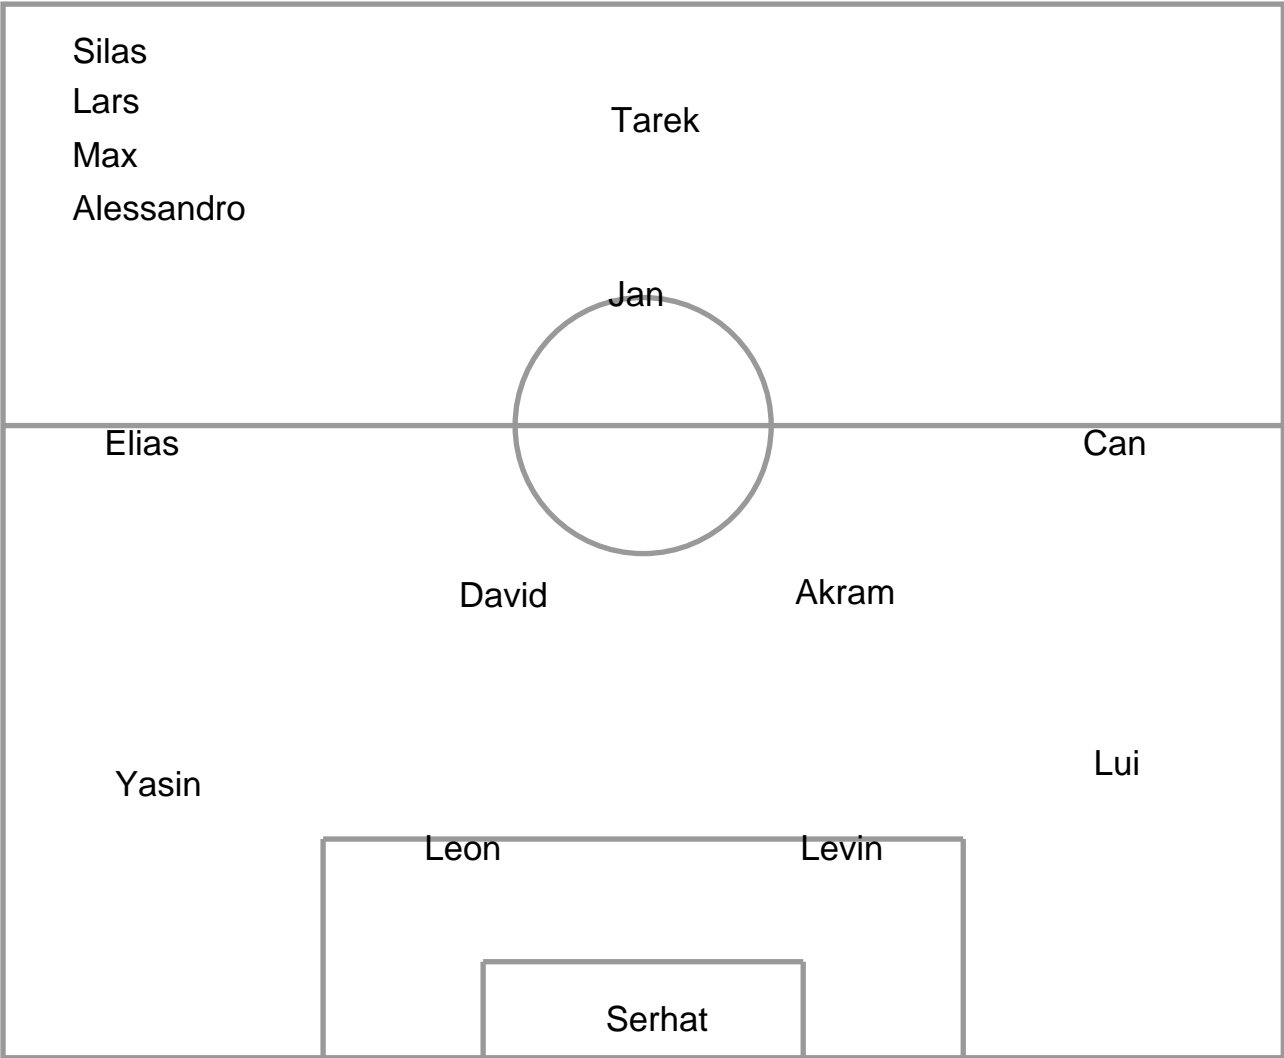 Silas
Lars
Tarek
Max
Alessandro
Jan
Elias
Can
David
Akram
Lui
Yasin
Leon
Levin
Serhat